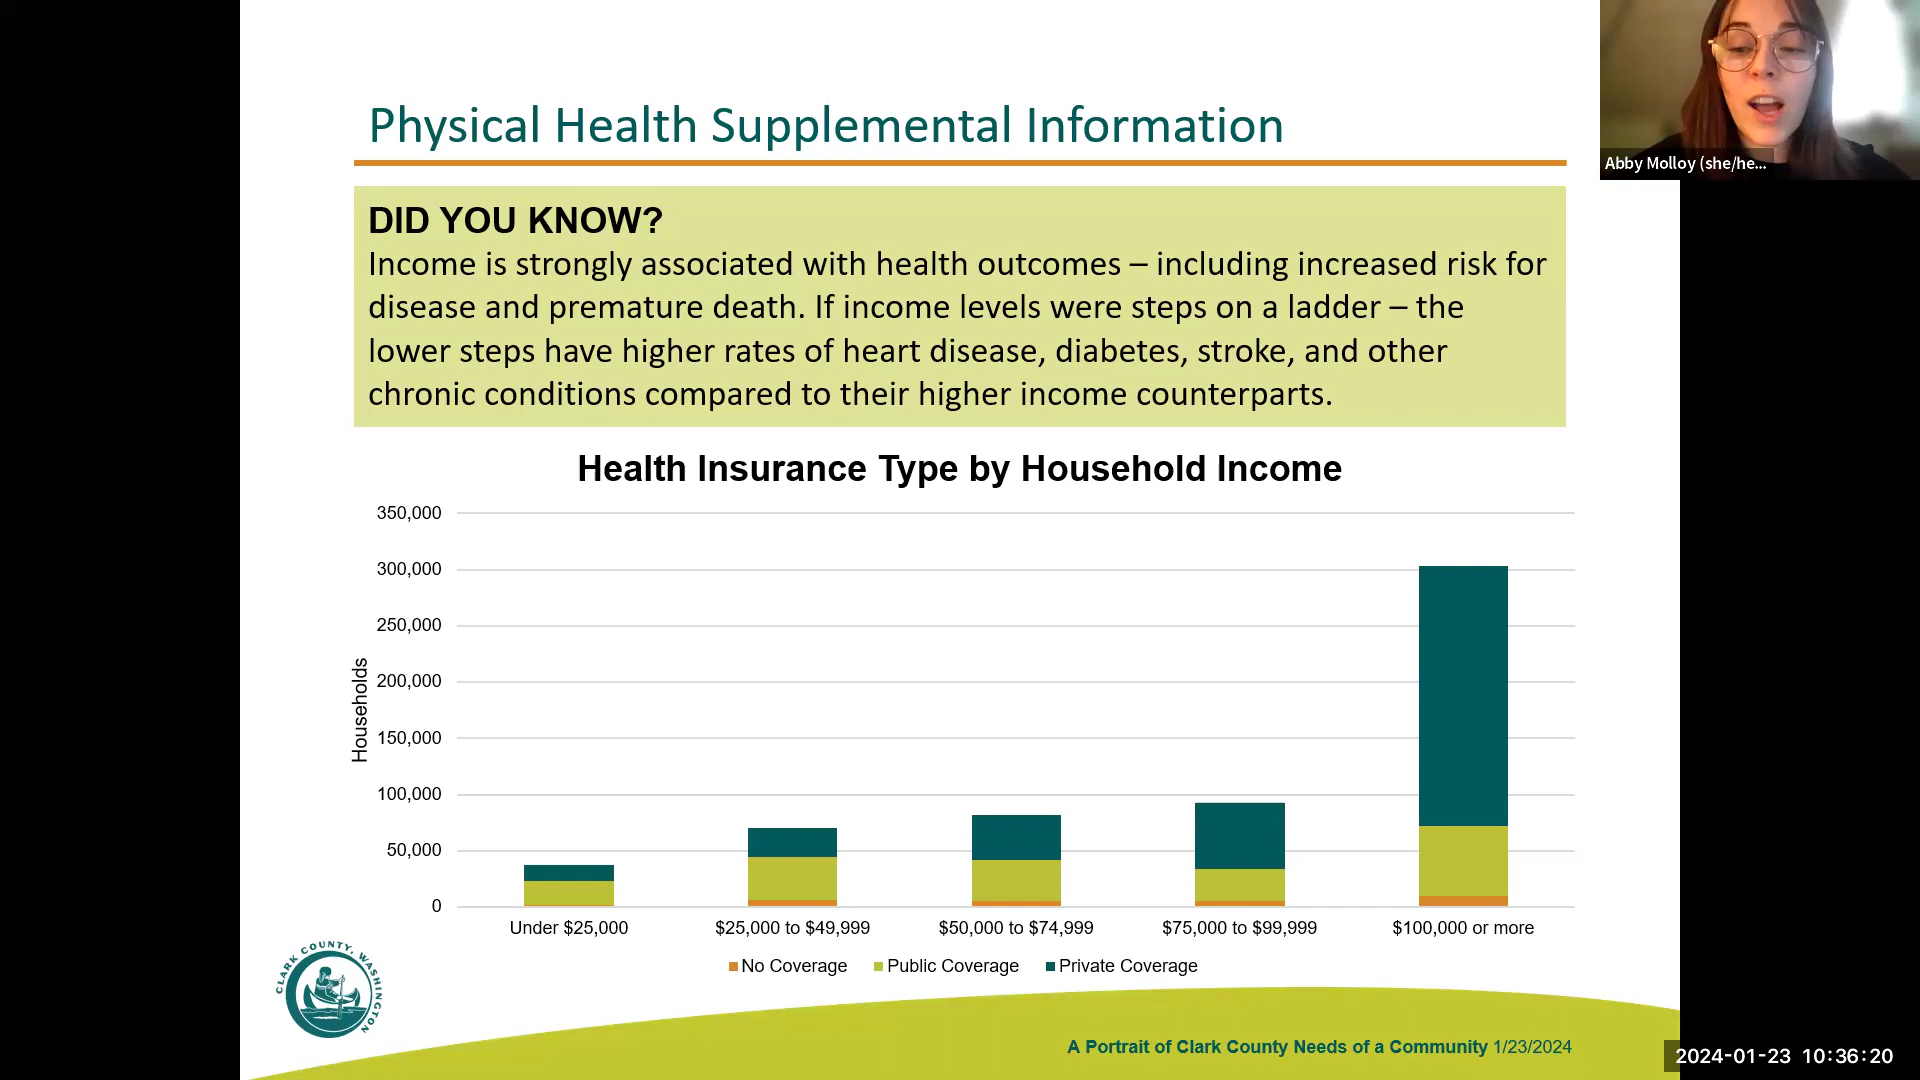 Physical Health Supplemental Information
Abby Molloy (she/he...
DID YOU KNOW?
Income is strongly associated with health outcomes – including increased risk for
disease and premature death. If income levels were steps on a ladder – the
lower steps have higher rates of heart disease, diabetes, stroke, and other
chronic conditions compared to their higher income counterparts.
Health Insurance Type by Household Income
Households
350,000
300,000
250,000
200,000
150,000
100,000
50,000
0
Under $25,000
$25,000 to $49,999
$50,000 to $74,999
$75,000 to $99,999
$100,000 or more
No Coverage
Public Coverage
Private Coverage
CLARK COUNTY, WASHINGTON
A Portrait of Clark County Needs of a Community 1/23/2024
2024-01-23 10:36:20